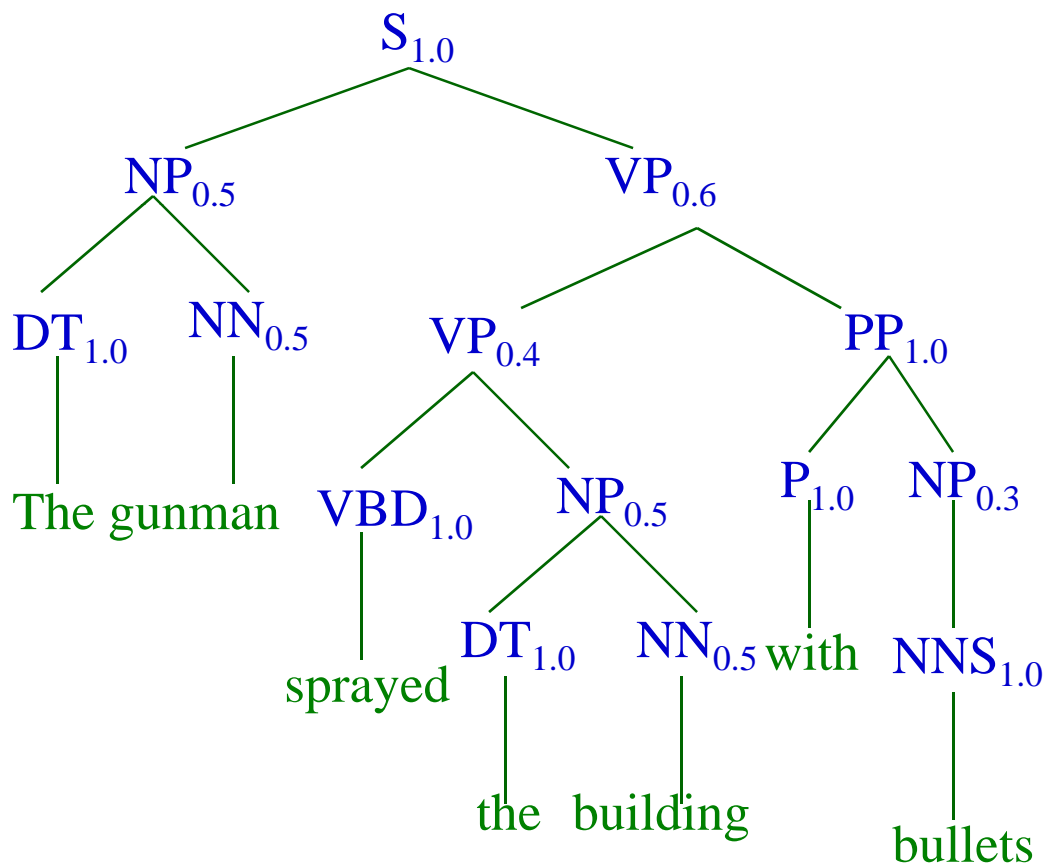 S1.0
NP0.5 VP0.6
DT1.0 NN0.5 VP0.4 PP1.0
The gunman VBD1.0 NP0.5 P1.0 NP0.3
sprayed DT1.0 NN0.5 with NNS1.0
the building
bullets